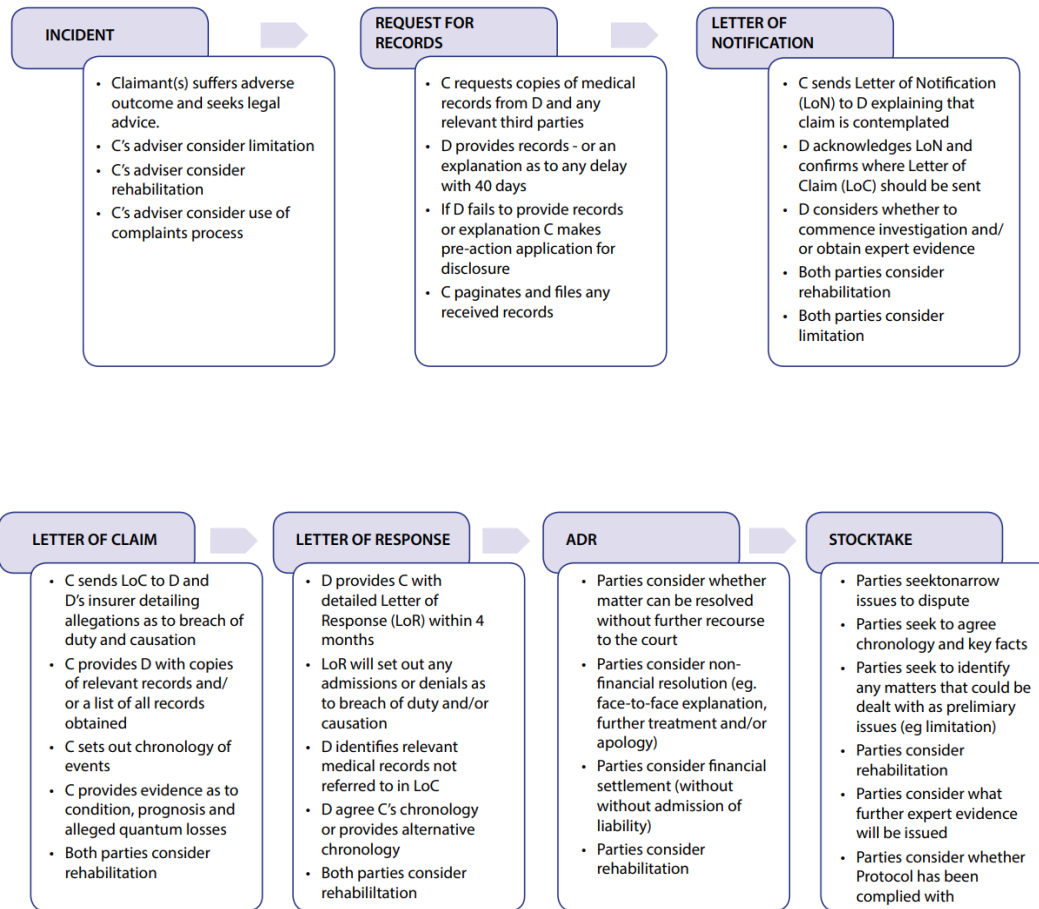 INCIDENT
Claimant(s) suffers adverse
outcome and seeks legal
advice.
C's adviser consider limitation
C's adviser consider
rehabilitation
C's adviser consider use of
complaints process
REQUEST FOR
RECORDS
C requests copies of medical
records from D and any
relevant third parties
D provides records - or an
explanation as to any delay
with 40 days
If D fails to provide records
or explanation C makes
pre-action application for
disclosure
C paginates and files any
received records
LETTER OF
NOTIFICATION
C sends Letter of Notification
(LoN) to D explaining that
claim is contemplated
D acknowledges LoN and
confirms where Letter of
Claim (LoC) should be sent
D considers whether to
commence investigation and/
or obtain expert evidence
Both parties consider
rehabilitation
Both parties consider
limitation
LETTER OF CLAIM
C sends LoC to D and
D's insurer detailing
allegations as to breach of
duty and causation
C provides D with copies
of relevant records and/
or a list of all records
obtained
C sets out chronology of
events
C provides evidence as to
condition, prognosis and
alleged quantum losses
Both parties consider
rehabilitation
LETTER OF RESPONSE
D provides C with
detailed Letter of
Response (LoR) within 4
months
LoR will set out any
admissions or denials as
to breach of duty and/or
causation
D identifies relevant
medical records not
referred to in LoC
D agree C's chronology
or provides alternative
chronology
Both parties consider
rehabililtation
ADR
Parties consider whether
matter can be resolved
without further recourse
to the court
Parties consider non-
financial resolution (eg.
face-to-face explanation,
further treatment and/or
apology)
Parties consider financial
settlement (without
without admission of
liability)
Parties consider
rehabilitation
STOCKTAKE
Parties seektonarrow
issues to dispute
Parties seek to agree
chronology and key facts
Parties seek to identify
any matters that could be
dealt with as prelimiary
issues (eg limitation)
Parties consider
rehabilitation
Parties consider what
further expert evidence
will be issued
Parties consider whether
Protocol has been
complied with